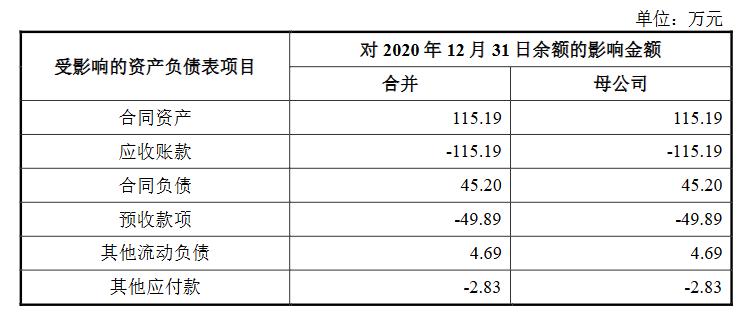 单位：万元
受影响的资产负债表项目 对 2020 年 12 月 31 日余额的影响金额
合并 母公司
合同资产 115.19 115.19
应收账款 -115.19 -115.19
合同负债 45.20 45.20
预收款项 -49.89 -49.89
其他流动负债 4.69 4.69
其他应付款 -2.83 -2.83